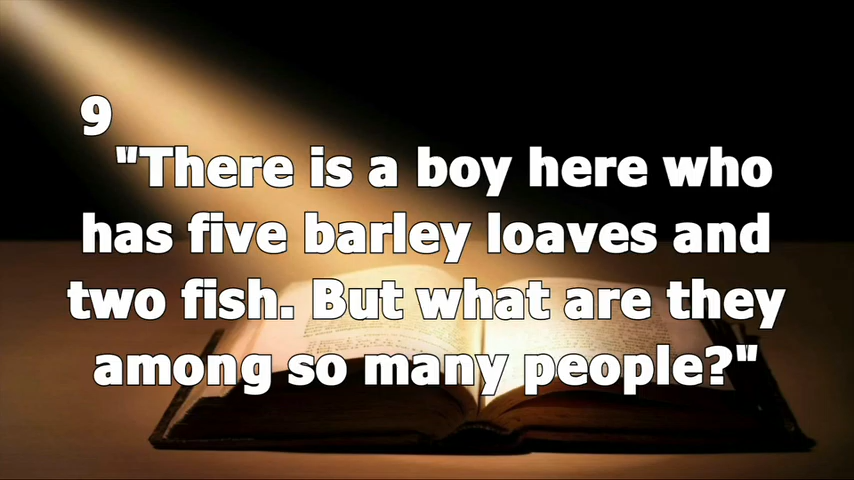 9
"There is a boy here who
has five barley loaves and
two fish. But what are they
among so many people?"